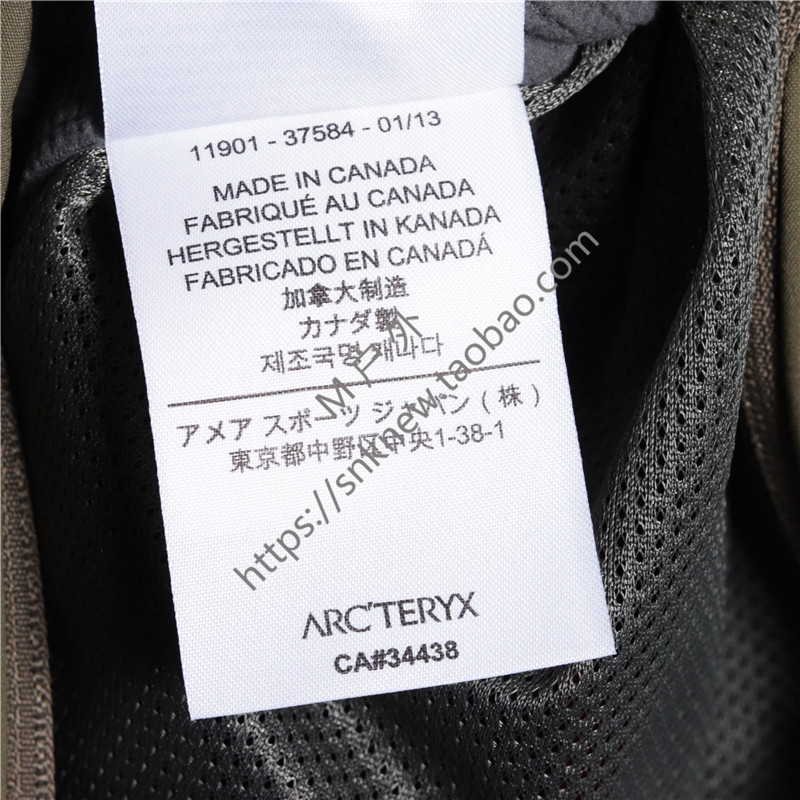 11901 - 37584 - 01/13
MADE IN CANADA
FABRIQUÉ AU CANADA
HERGESTELLT IN KANADA
FABRICADO EN CANADÁ
加拿大制造
カナダ製
제조국명 캐나다
アメア スポーツ ジャパン(株)
東京都中野区中央1-38-1
ARC'TERYX
CA#34438
https://sntnew.taobao.com